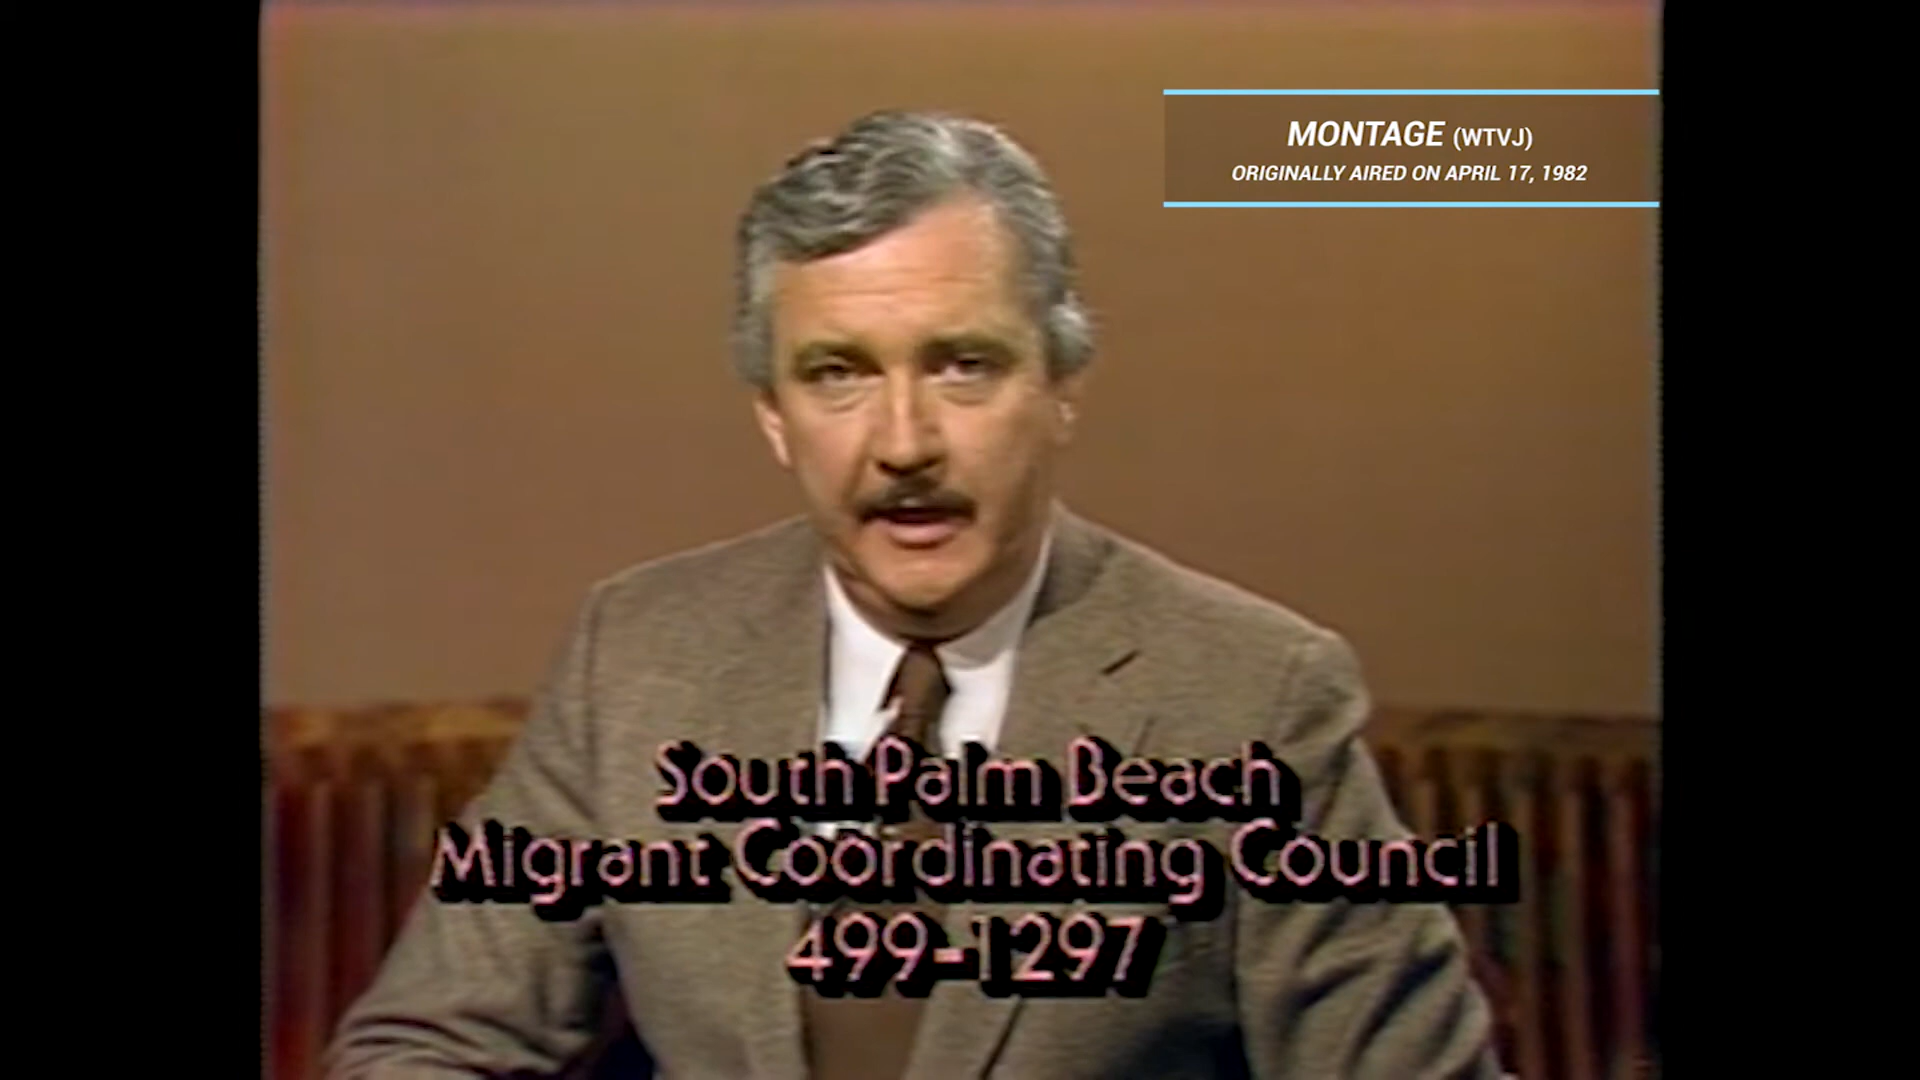 MONTAGE (WTVJ)
ORIGINALLY AIRED ON APRIL 17, 1982
South Palm Beach
Migrant Coordinating Council
499-1297